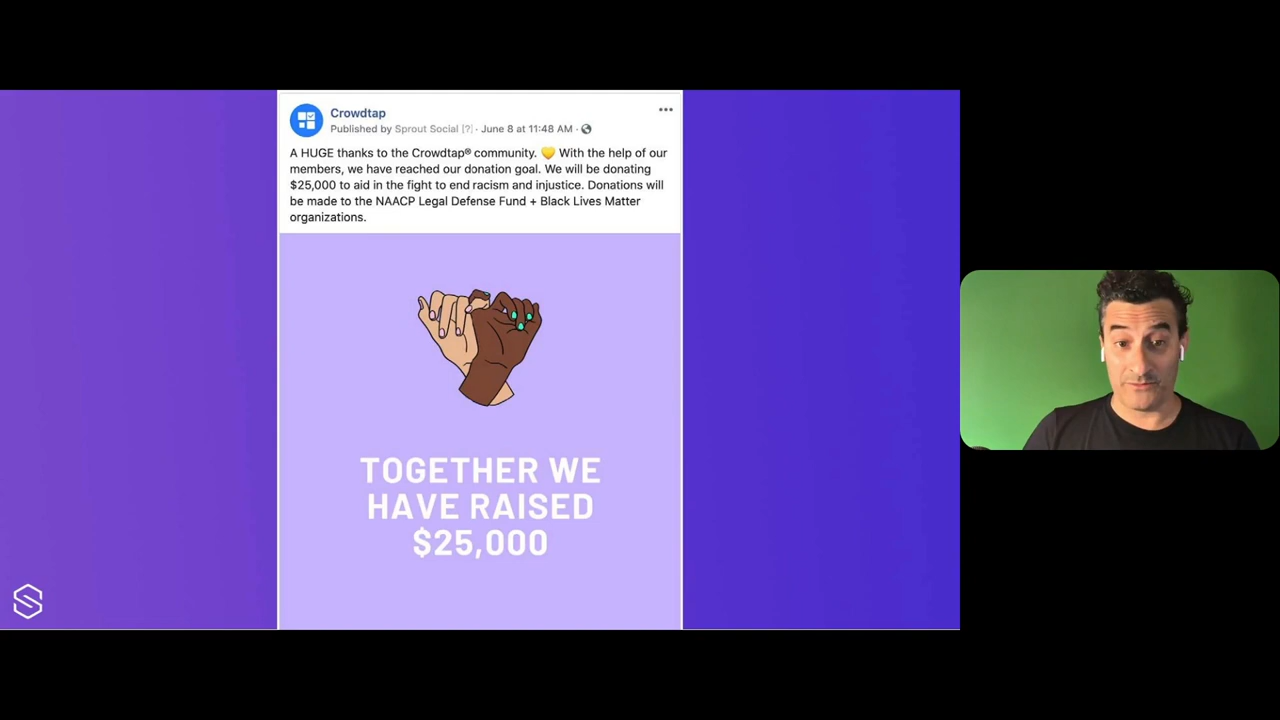 Crowdtap
Published by Sprout Social [?] · June 8 at 11:48 AM ·
A HUGE thanks to the Crowdtap® community. 💛 With the help of our
members, we have reached our donation goal. We will be donating
$25,000 to aid in the fight to end racism and injustice. Donations will
be made to the NAACP Legal Defense Fund + Black Lives Matter
organizations.
TOGETHER WE
HAVE RAISED
$25,000